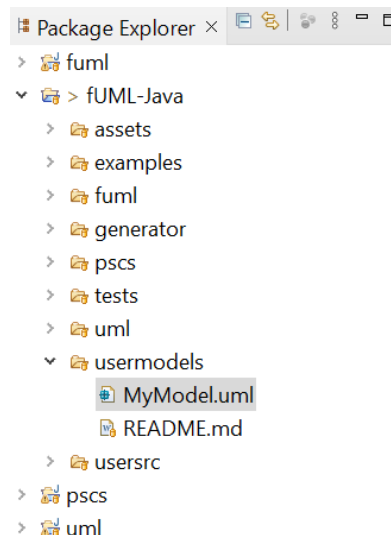 Package Explorer
fuml
> fUML-Java
assets
examples
fuml
generator
pscs
tests
uml
usermodels
MyModel.uml
README.md
usersrc
pscs
uml